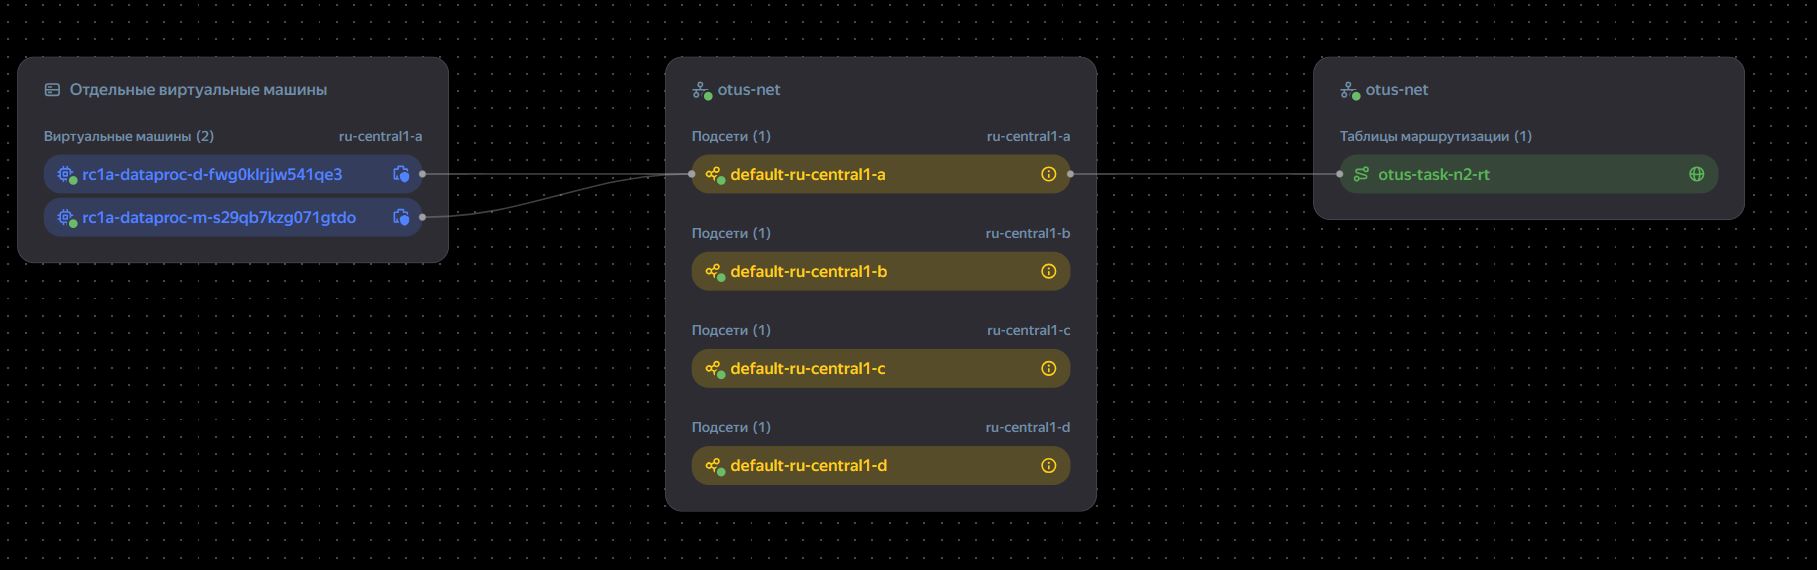 Отдельные виртуальные машины
Виртуальные машины (2) ru-central1-a
rc1a-dataproc-d-fwg0klrjjw541qe3
rc1a-dataproc-m-s29qb7kzg071gtdo
otus-net
Подсети (1) ru-central1-a
default-ru-central1-a
Подсети (1) ru-central1-b
default-ru-central1-b
Подсети (1) ru-central1-c
default-ru-central1-c
Подсети (1) ru-central1-d
default-ru-central1-d
otus-net
Таблицы маршрутизации (1)
otus-task-n2-rt